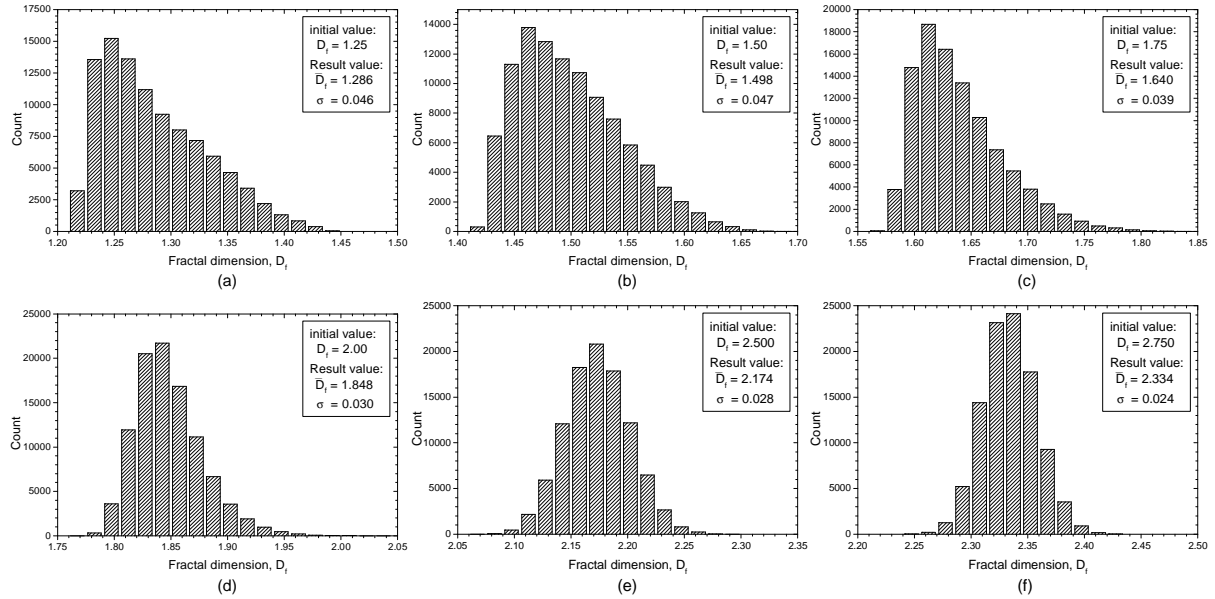 17500
15000
12500
10000
7500
5000
2500
0
Count
1.20 1.25 1.30 1.35 1.40 1.45 1.50
Fractal dimension, D_f
(a)
initial value:
D_f = 1.25
Result value:
D̅_f = 1.286
σ = 0.046
14000
12000
10000
8000
6000
4000
2000
0
Count
1.40 1.45 1.50 1.55 1.60 1.65 1.70
Fractal dimension, D_f
(b)
initial value:
D_f = 1.50
Result value:
D̅_f = 1.498
σ = 0.047
20000
18000
16000
14000
12000
10000
8000
6000
4000
2000
0
Count
1.55 1.60 1.65 1.70 1.75 1.80 1.85
Fractal dimension, D_f
(c)
initial value:
D_f = 1.75
Result value:
D̅_f = 1.640
σ = 0.039
25000
20000
15000
10000
5000
0
Count
1.75 1.80 1.85 1.90 1.95 2.00 2.05
Fractal dimension, D_f
(d)
initial value:
D_f = 2.00
Result value:
D̅_f = 1.848
σ = 0.030
25000
20000
15000
10000
5000
0
Count
2.05 2.10 2.15 2.20 2.25 2.30 2.35
Fractal dimension, D_f
(e)
initial value:
D_f = 2.500
Result value:
D̅_f = 2.174
σ = 0.028
25000
20000
15000
10000
5000
0
Count
2.20 2.25 2.30 2.35 2.40 2.45 2.50
Fractal dimension, D_f
(f)
initial value:
D_f = 2.750
Result value:
D̅_f = 2.334
σ = 0.024